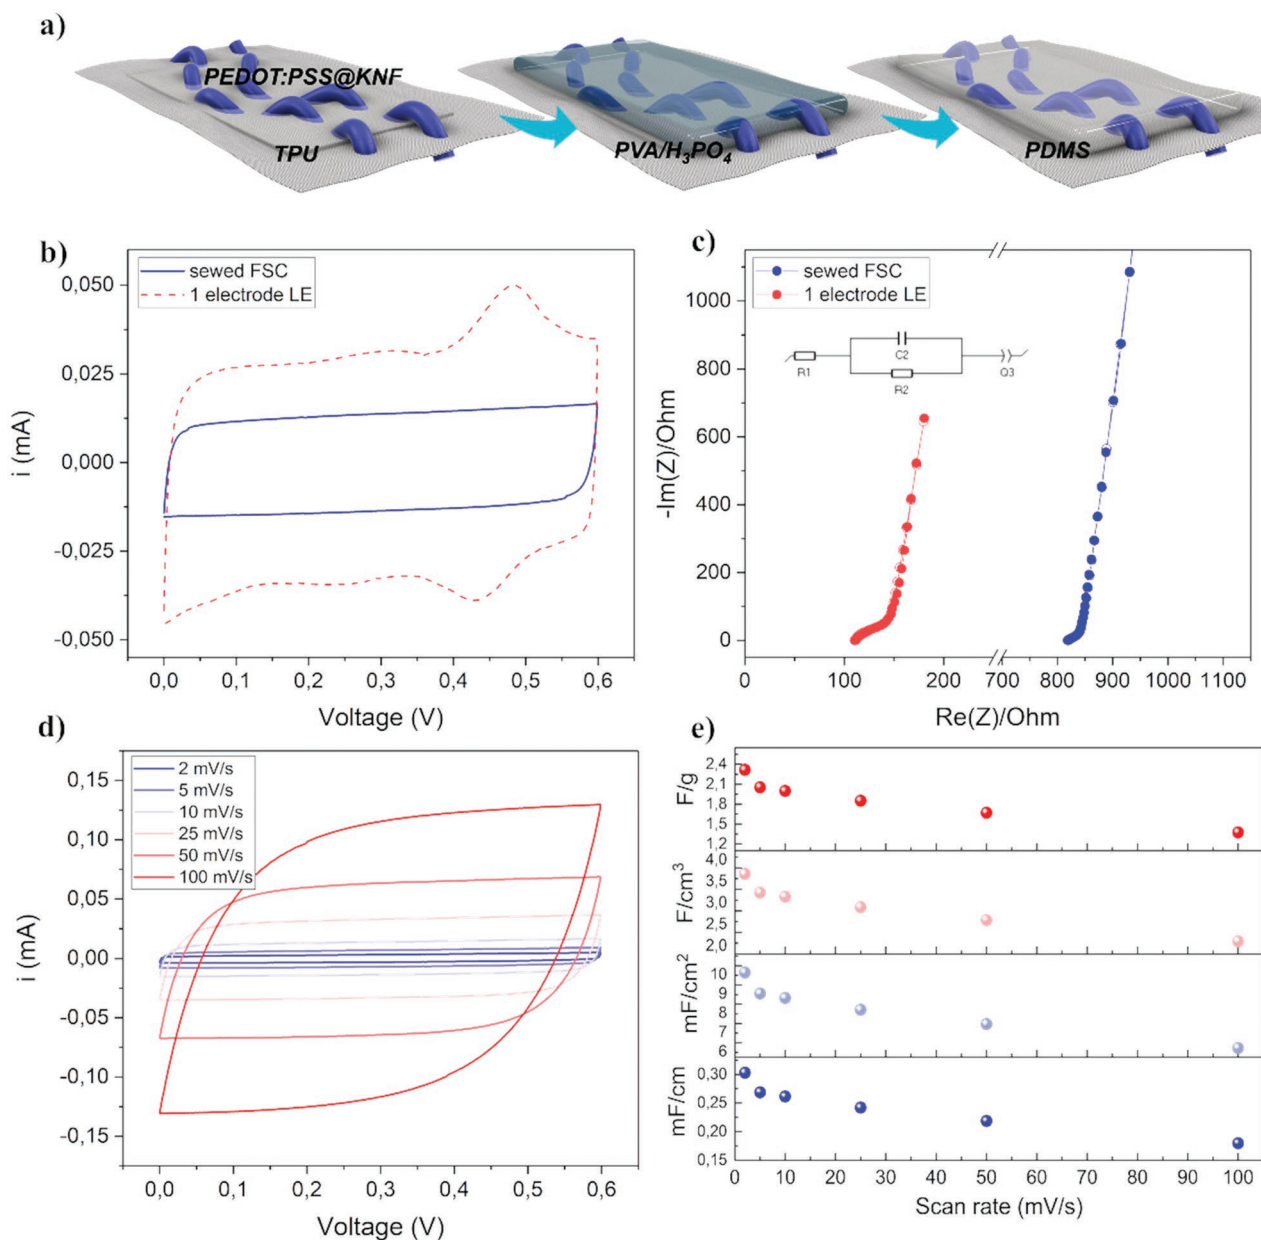 a)
PEDOT:PSS@KNF
TPU
PVA/H₃PO₄
PDMS
b)
sewed FSC
1 electrode LE
i (mA)
0,050
0,025
0,000
-0,025
-0,050
0,0 0,1 0,2 0,3 0,4 0,5 0,6
Voltage (V)
c)
sewed FSC
1 electrode LE
R1
C2
R2
Q3
-Im(Z)/Ohm
1000
800
600
400
200
0
0 100 200 700 800 900 1000 1100
Re(Z)/Ohm
d)
2 mV/s
5 mV/s
10 mV/s
25 mV/s
50 mV/s
100 mV/s
i (mA)
0,15
0,10
0,05
0,00
-0,05
-0,10
-0,15
0,0 0,1 0,2 0,3 0,4 0,5 0,6
Voltage (V)
e)
F/g
2,4
2,1
1,8
1,5
1,2
F/cm³
4,0
3,5
3,0
2,5
2,0
mF/cm²
10
9
8
7
6
mF/cm
0,30
0,25
0,20
0,15
0 10 20 30 40 50 60 70 80 90 100
Scan rate (mV/s)